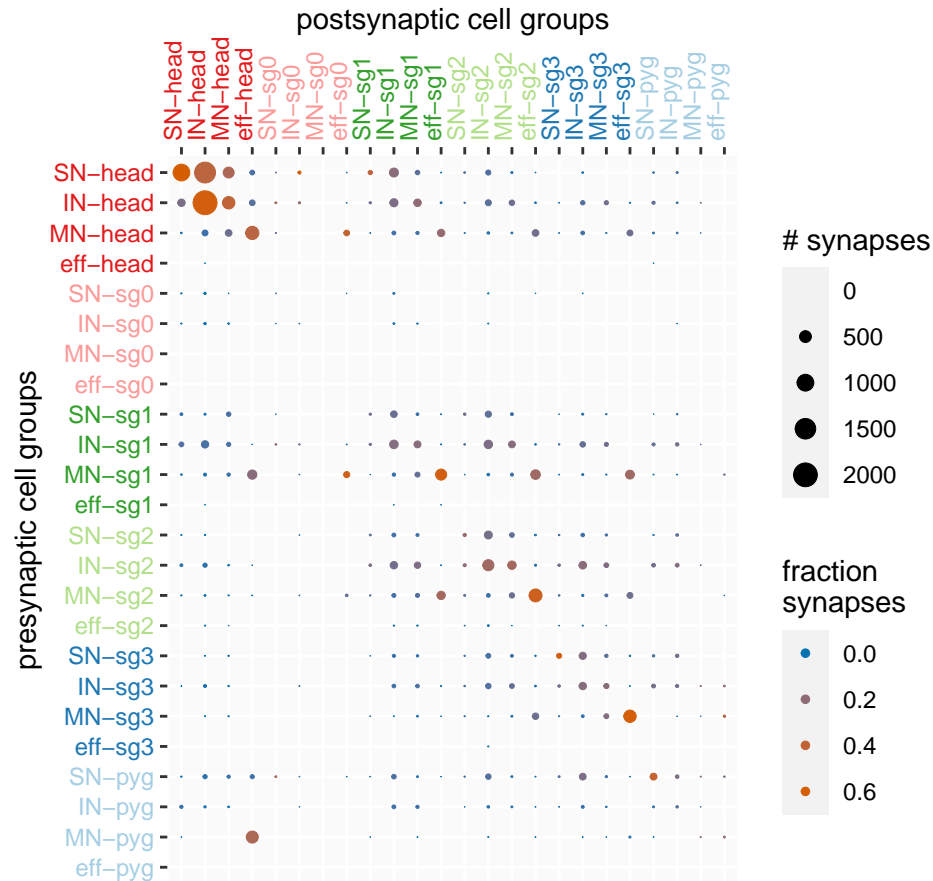 postsynaptic cell groups
SN−head
IN−head
MN−head
eff−head
SN−sg0
IN−sg0
MN−sg0
eff−sg0
SN−sg1
IN−sg1
MN−sg1
eff−sg1
SN−sg2
IN−sg2
MN−sg2
eff−sg2
SN−sg3
IN−sg3
MN−sg3
eff−sg3
SN−pyg
IN−pyg
MN−pyg
eff−pyg
presynaptic cell groups
SN−head
IN−head
MN−head
eff−head
SN−sg0
IN−sg0
MN−sg0
eff−sg0
SN−sg1
IN−sg1
MN−sg1
eff−sg1
SN−sg2
IN−sg2
MN−sg2
eff−sg2
SN−sg3
IN−sg3
MN−sg3
eff−sg3
SN−pyg
IN−pyg
MN−pyg
eff−pyg
# synapses
0
500
1000
1500
2000
fraction
synapses
0.0
0.2
0.4
0.6